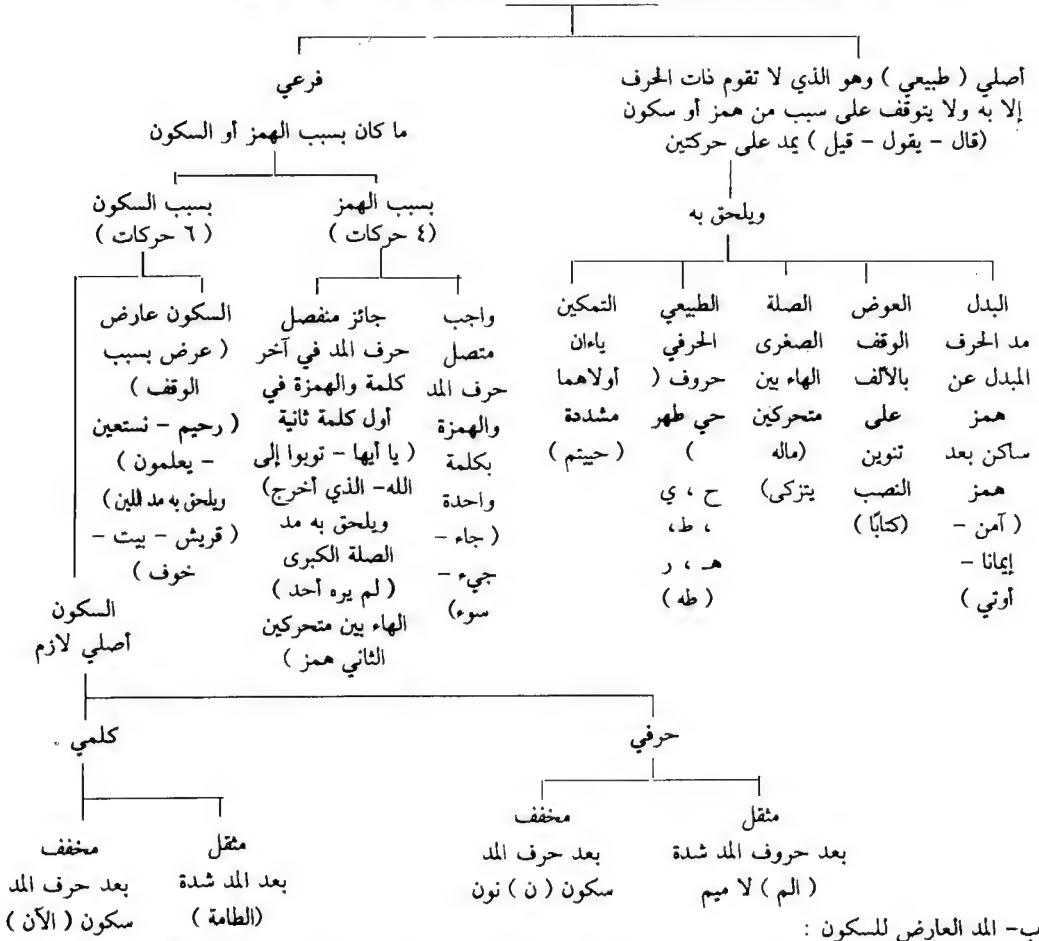 أصلي ( طبيعي ) وهو الذي لا تقوم ذات الحرف
إلا به ولا يتوقف على سبب من همز أو سكون
(قال - يقول - قيل ) يمد على حركتين
ويلحق به
البدل
مد الحرف
المبدل عن
همز
ساكن بعد
همز
( آمن -
إيمانا -
أوتي )
العوض
الوقف
بالألف
على
تنوين
النصب
(كتابًا )
الصلة
الصغرى
الهاء بين
متحركين
(ماله
يتزكى)
الطبيعي
الحرفي
حروف (
حي طهر
)
ح ، ي
، ط،
هـ ، ر
( طه )
التمكين
ياءان
أولاهما
مشددة
( حييتم )
فرعي
ما كان بسبب الهمز أو السكون
بسبب الهمز
(٤ حركات )
واجب
متصل
حرف المد
والهمزة
بكلمة
واحدة
( جاء -
جيء -
سوء)
جائز منفصل
حرف المد في آخر
كلمة والهمزة في
أول كلمة ثانية
( يا أيها - توبوا إلى
الله- الذي أخرج)
ويلحق به مد
الصلة الكبرى
( لم يره أحد )
الهاء بين متحركين
الثاني همز )
بسبب السكون
( ٦ حركات )
السكون عارض
( عرض بسبب
الوقف )
( رحيم - نستعين
- يعلمون )
ويلحق به مد اللين)
( قريش - بيت -
خوف )
السكون
أصلي لازم
حرفي
مثقل
بعد حروف المد شدة
( الم ) لا ميم
مخفف
بعد حرف المد
سكون ( ن ) نون
كلمي
مثقل
بعد المد شدة
(الطامة )
مخفف
بعد حرف المد
سكون ( الآن )
ب- المد العارض للسكون :